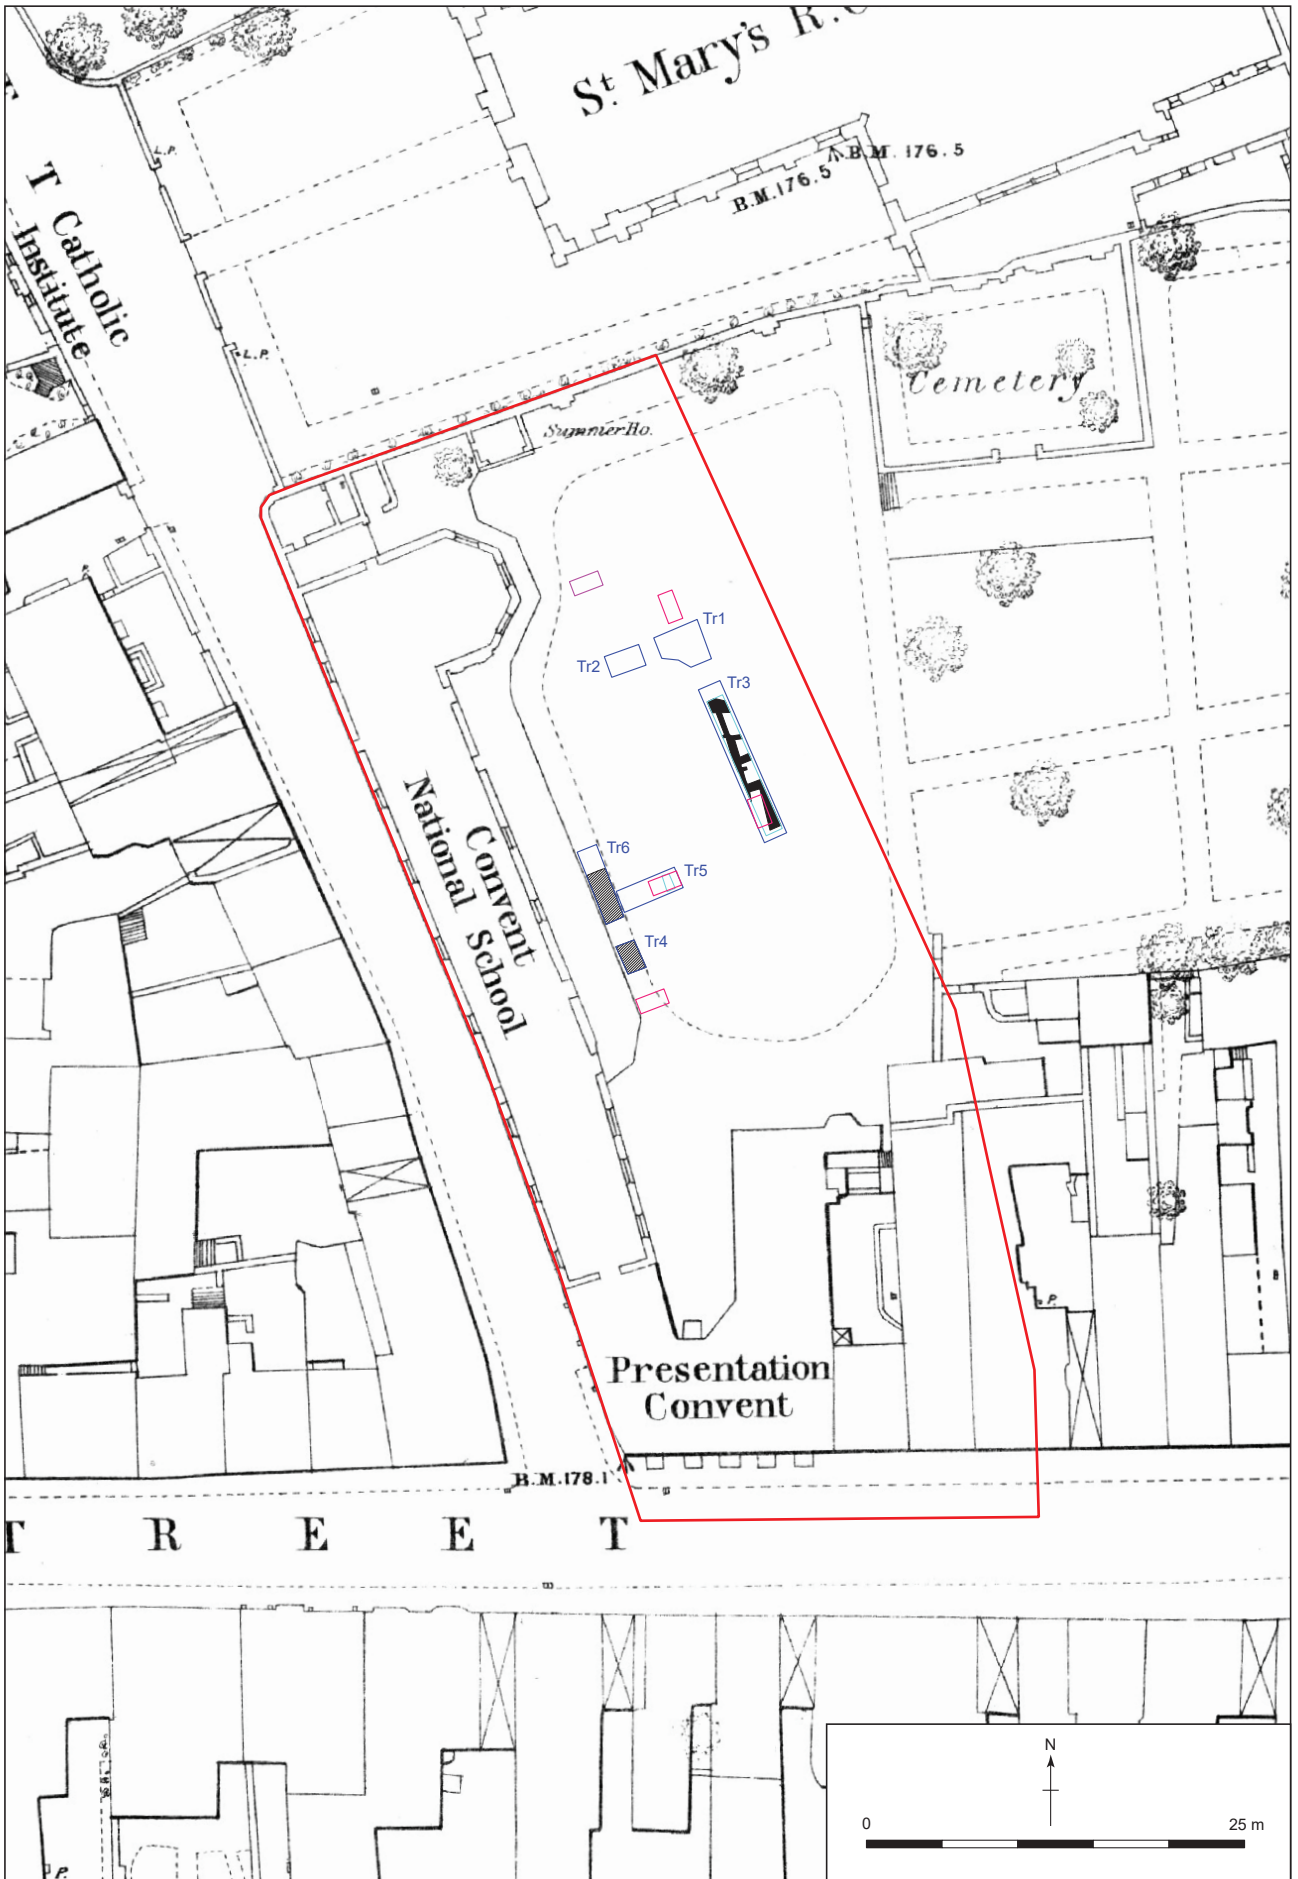 St. Mary's R.C
B.M. 176.5
B.M. 176.5
L.P.
T
Catholic
Institute
L.P.
Cemetery
Summer Ho.
Tr1
Tr2
Tr3
Convent
National School
Tr6
Tr5
Tr4
P.
P.
Presentation
Convent
B.M. 178.1
T R E E T
N
0 25 m
P.